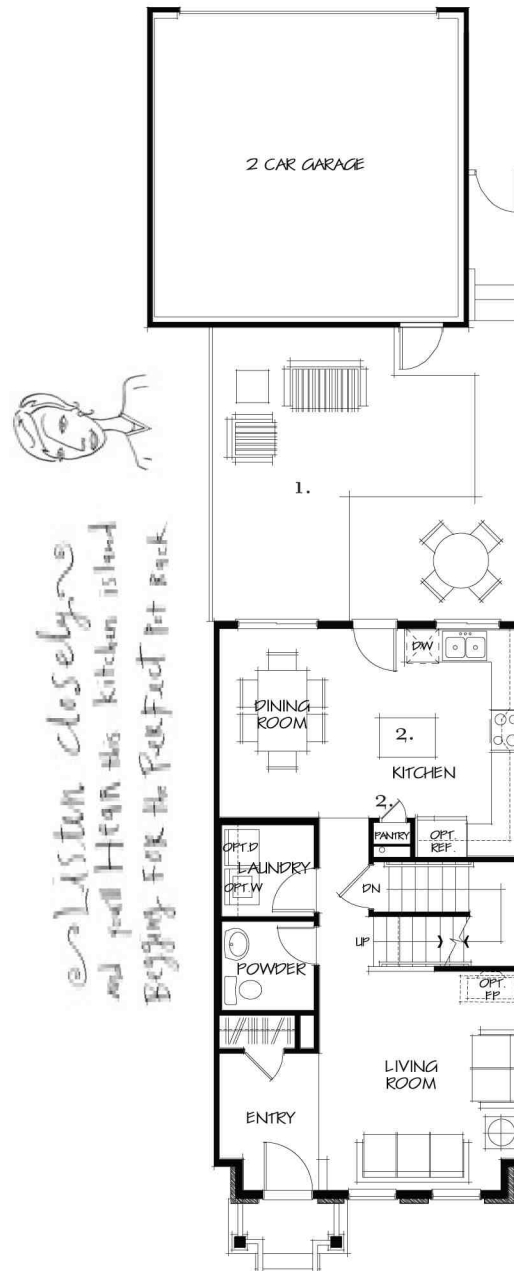 2 CAR GARAGE
1.
DW
DINING
ROOM
2.
KITCHEN
2.
PANTRY
OPT.
REF.
OPT.D
LAUNDRY
OPT.W
DN
UP
POWDER
OPT.
FP
LIVING
ROOM
ENTRY
Listen closely
and you'll Hear this kitchen island
Begging For the Perfect Pot Rack